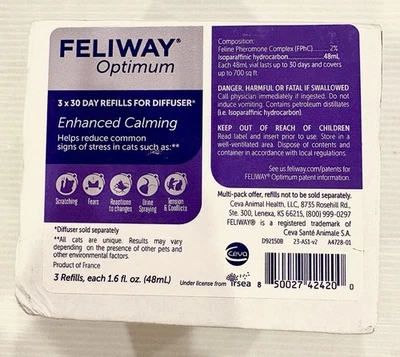 FELIWAY®
Optimum
3 x 30 DAY REFILLS FOR DIFFUSER*
Enhanced Calming
Helps reduce common
signs of stress in cats such as:**
Scratching
Fears
Reactions
to changes
Urine
Spraying
Tension
& Conflicts
*Diffuser sold separately
**All cats are unique. Results may vary
depending on the presence of other pets and
other environmental factors.
Product of France
3 Refills, each 1.6 fl. oz. (48mL)
Composition:
Feline Pheromone Complex (FPhC)..............2%
Isoparaffinic hydrocarbon......................48mL
Each 48mL vial lasts up to 30 days and covers
up to 700 sq ft
DANGER. HARMFUL OR FATAL IF SWALLOWED
Call physician immediately if ingested. Do not
induce vomiting. Contains petroleum distillates
(i.e. Isoparaffinic hydrocarbon).
KEEP OUT OF REACH OF CHILDREN
Read label and insert prior to use. Store in a
well-ventilated area. Dispose of contents and
container in accordance with local regulations.
See us.feliway.com/patents for
FELIWAY® Optimum patent information.
Multi-pack offer, refills not to be sold separately.
Ceva Animal Health, LLC, 8735 Rosehill Rd.,
Ste. 300, Lenexa, KS 66215, (800) 999-0297
FELIWAY® is a registered trademark of
Ceva Santé Animale S.A.
D92150B 23-AS1-v2 A4728-01
Ceva
Under license from Irsea
8 50027 42420 0